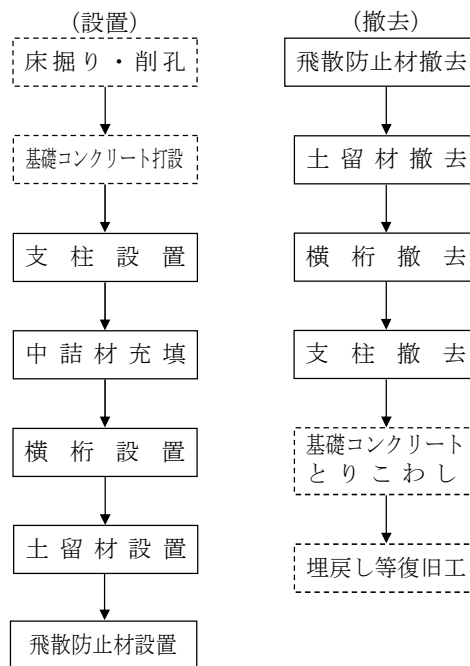 (設置)
床掘り・削孔
基礎コンクリート打設
支柱設置
中詰材充填
横桁設置
土留材設置
飛散防止材設置
(撤去)
飛散防止材撤去
土留材撤去
横桁撤去
支柱撤去
基礎コンクリート
とりこわし
埋戻し等復旧工